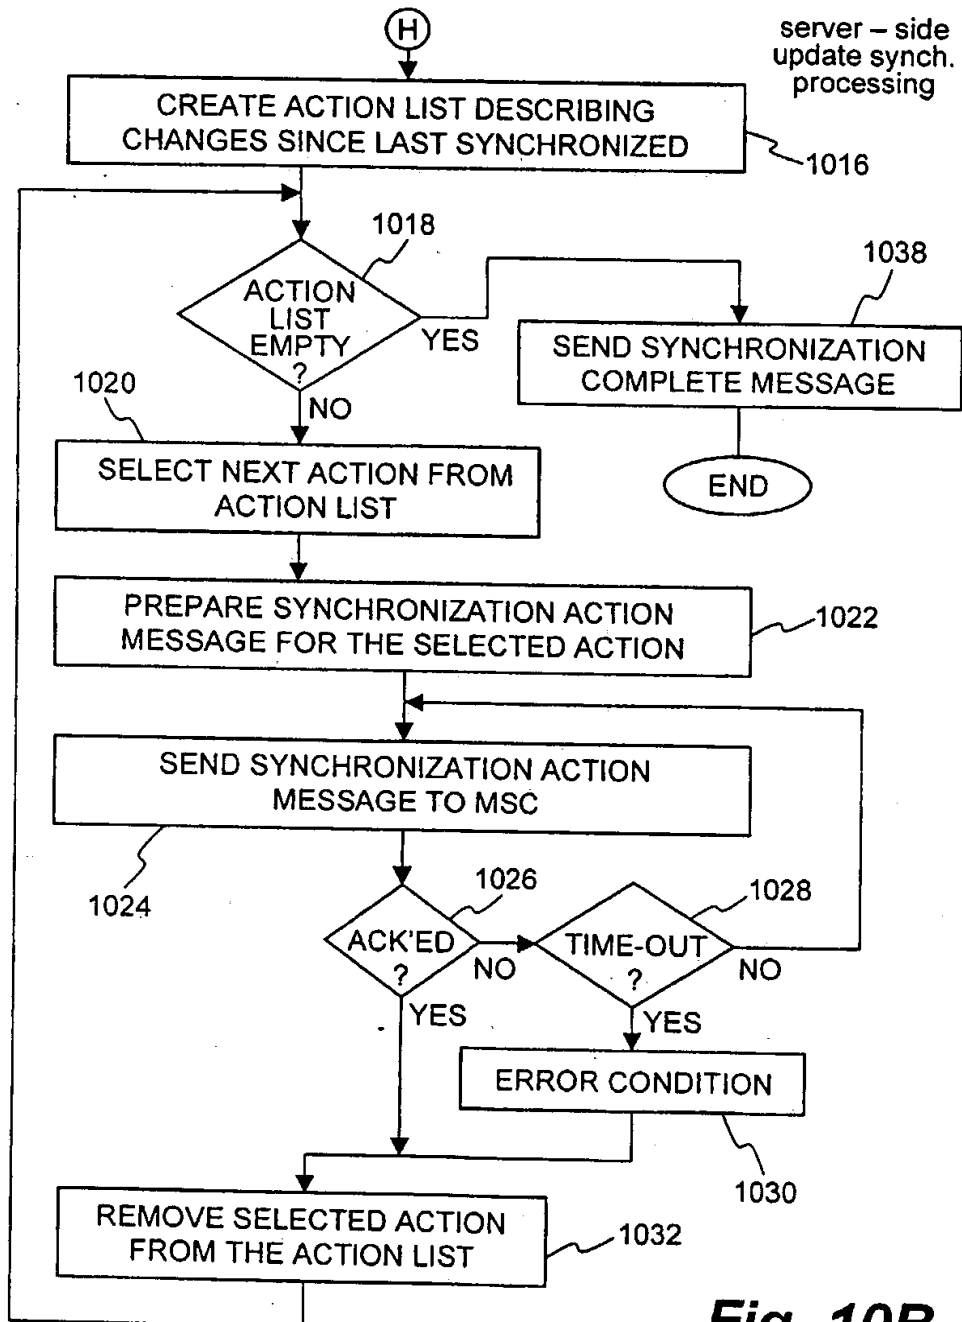 H
server – side
update synch.
processing
CREATE ACTION LIST DESCRIBING
CHANGES SINCE LAST SYNCHRONIZED
1016
1018
ACTION
LIST
EMPTY
?
YES
NO
1038
SEND SYNCHRONIZATION
COMPLETE MESSAGE
END
1020
SELECT NEXT ACTION FROM
ACTION LIST
PREPARE SYNCHRONIZATION ACTION
MESSAGE FOR THE SELECTED ACTION
1022
SEND SYNCHRONIZATION ACTION
MESSAGE TO MSC
1024
1026
ACK'ED
?
NO
YES
1028
TIME-OUT
?
NO
YES
ERROR CONDITION
1030
REMOVE SELECTED ACTION
FROM THE ACTION LIST
1032
Fig. 10B